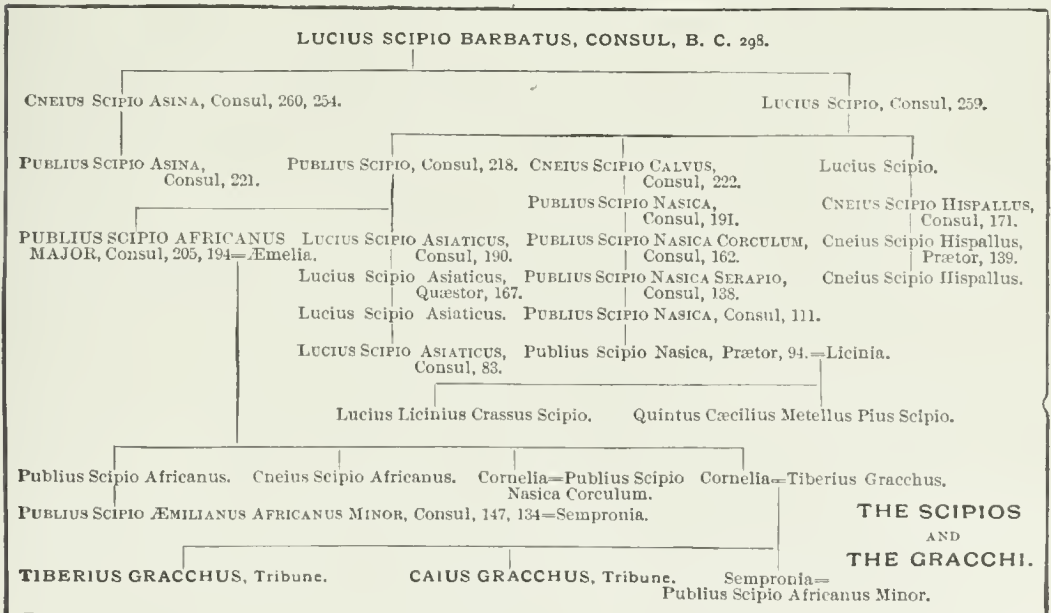 LUCIUS SCIPIO BARBATUS, CONSUL, B. C. 298.
CNEIUS SCIPIO ASINA, Consul, 260, 254.
LUCIUS SCIPIO, Consul, 259.
PUBLIUS SCIPIO ASINA,
Consul, 221.
PUBLIUS SCIPIO, Consul, 218.
CNEIUS SCIPIO CALVUS,
Consul, 222.
Lucius Scipio.
PUBLIUS SCIPIO NASICA,
Consul, 191.
CNEIUS SCIPIO HISPALLUS,
Consul, 171.
PUBLIUS SCIPIO AFRICANUS
MAJOR, Consul, 205, 194=Æmelia.
LUCIUS SCIPIO ASIATICUS,
Consul, 190.
PUBLIUS SCIPIO NASICA CORCULUM,
Consul, 162.
Cneius Scipio Hispallus,
Prætor, 139.
Lucius Scipio Asiaticus,
Quæstor, 167.
PUBLIUS SCIPIO NASICA SERAPIO,
Consul, 138.
Cneius Scipio Hispallus.
Lucius Scipio Asiaticus.
PUBLIUS SCIPIO NASICA, Consul, 111.
LUCIUS SCIPIO ASIATICUS,
Consul, 83.
Publius Scipio Nasica, Prætor, 94.=Licinia.
Lucius Licinius Crassus Scipio.
Quintus Cæcilius Metellus Pius Scipio.
Publius Scipio Africanus.
Cneius Scipio Africanus.
Cornelia=Publius Scipio
Nasica Corculum.
Cornelia=Tiberius Gracchus.
PUBLIUS SCIPIO ÆMILIANUS AFRICANUS MINOR, Consul, 147, 134=Sempronia.
THE SCIPIOS
AND
THE GRACCHI.
TIBERIUS GRACCHUS, Tribune.
CAIUS GRACCHUS, Tribune.
Sempronia=
Publius Scipio Africanus Minor.